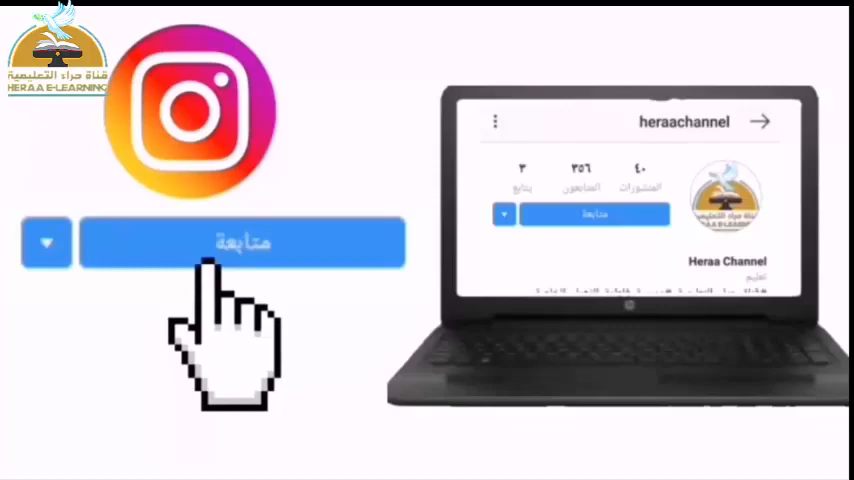 قناة حراء التعليمية
HERAA E-LEARNING
متابعة
heraachannel
٤٠ ٣٥٦ ٣
المنشورات المتابعون يتابع
متابعة
Heraa Channel
تعليم